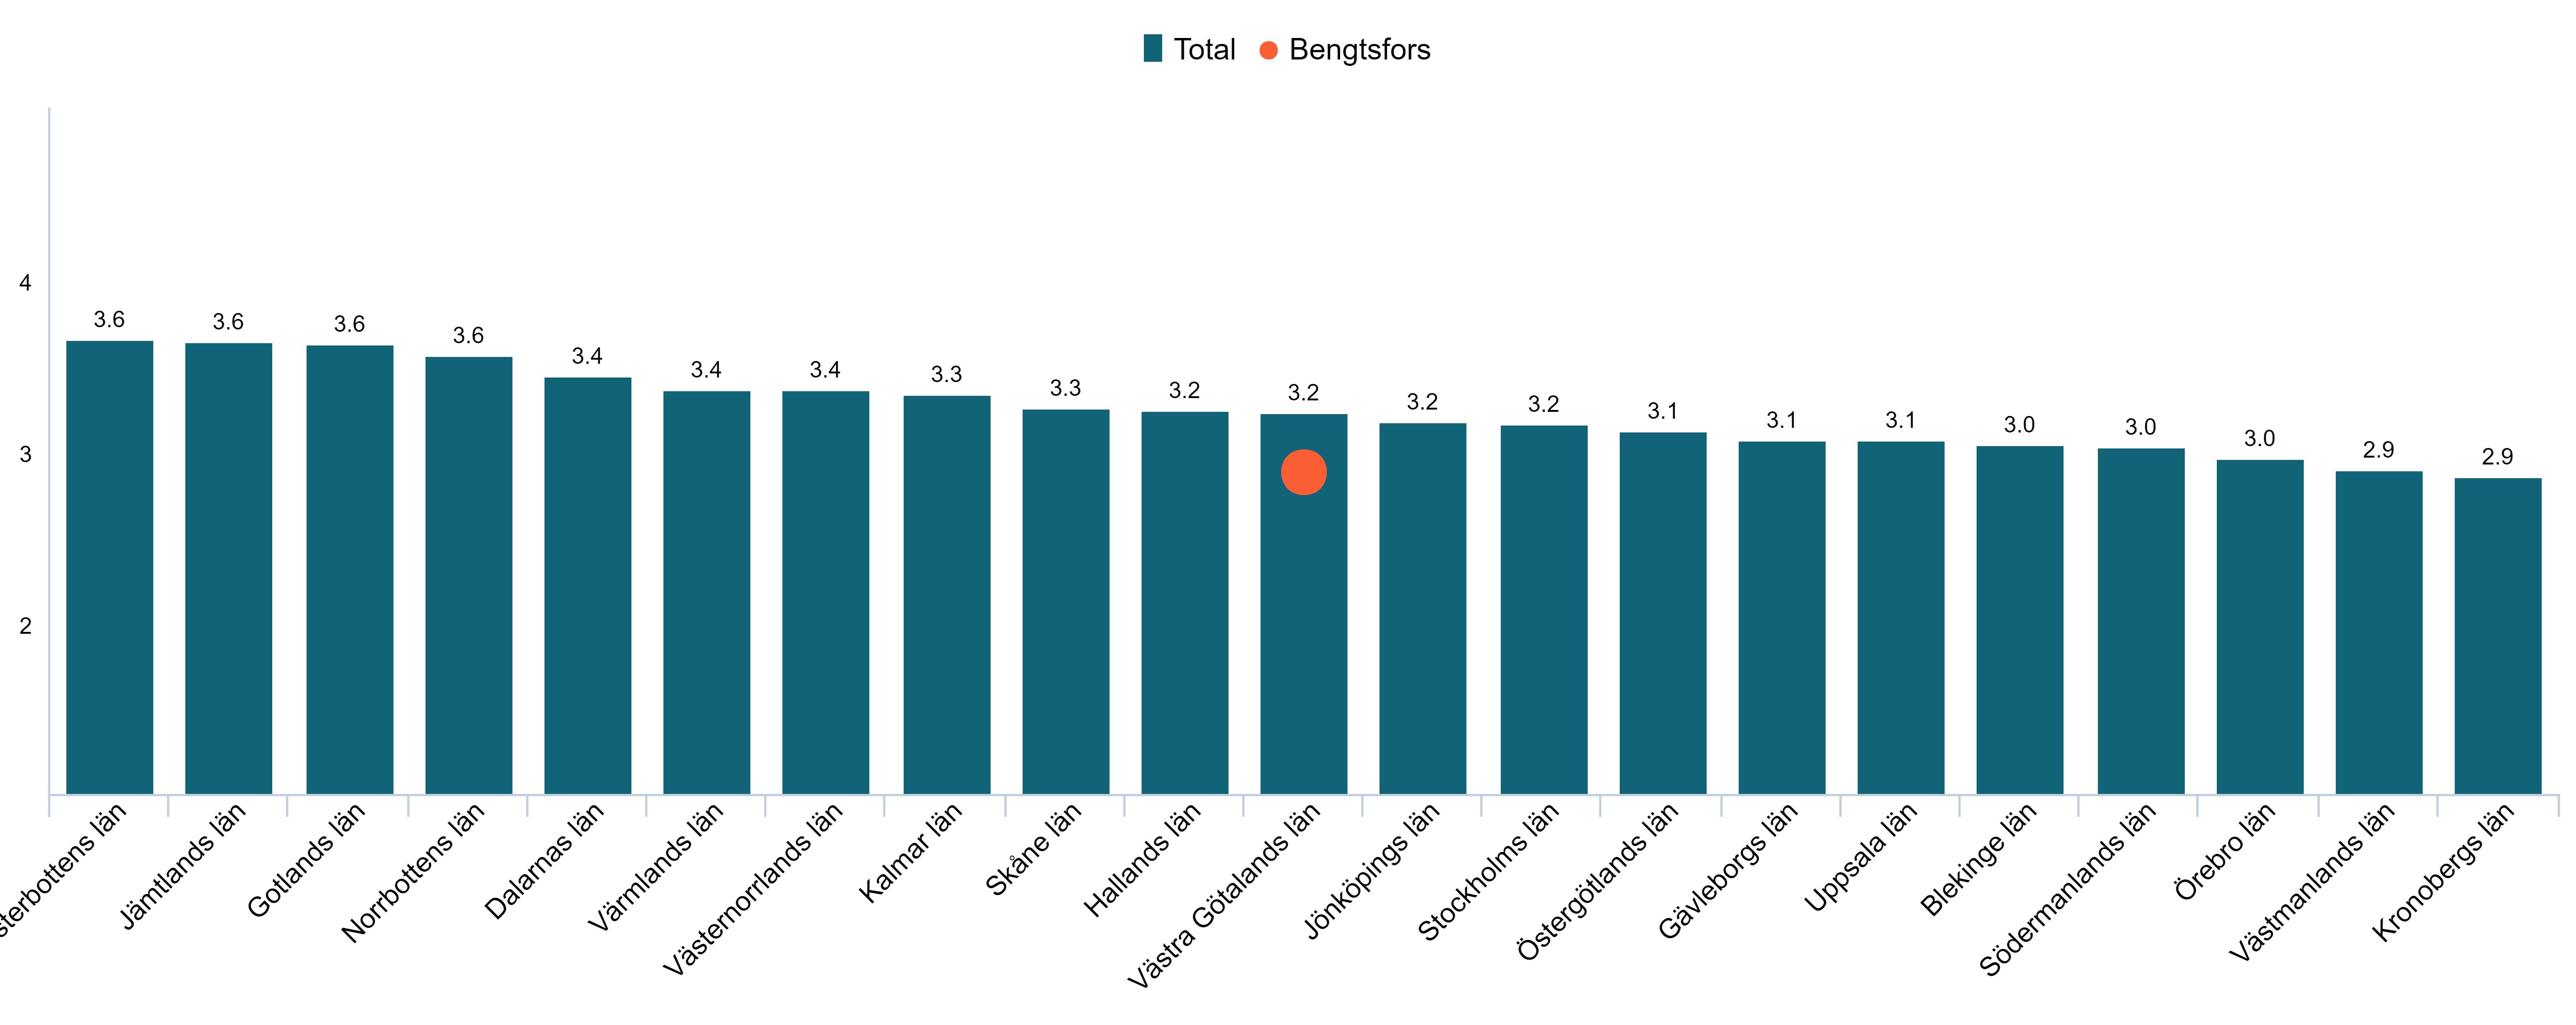 Total Bengtsfors
4
3
2
3.6 3.6 3.6 3.6 3.4 3.4 3.4 3.3 3.3 3.2 3.2 3.2 3.2 3.1 3.1 3.1 3.0 3.0 3.0 2.9 2.9
sterbottens län
Jämtlands län
Gotlands län
Norrbottens län
Dalarnas län
Värmlands län
Västernorrlands län
Kalmar län
Skåne län
Hallands län
Västra Götalands län
Jönköpings län
Stockholms län
Östergötlands län
Gävleborgs län
Uppsala län
Blekinge län
Södermanlands län
Örebro län
Västmanlands län
Kronobergs län